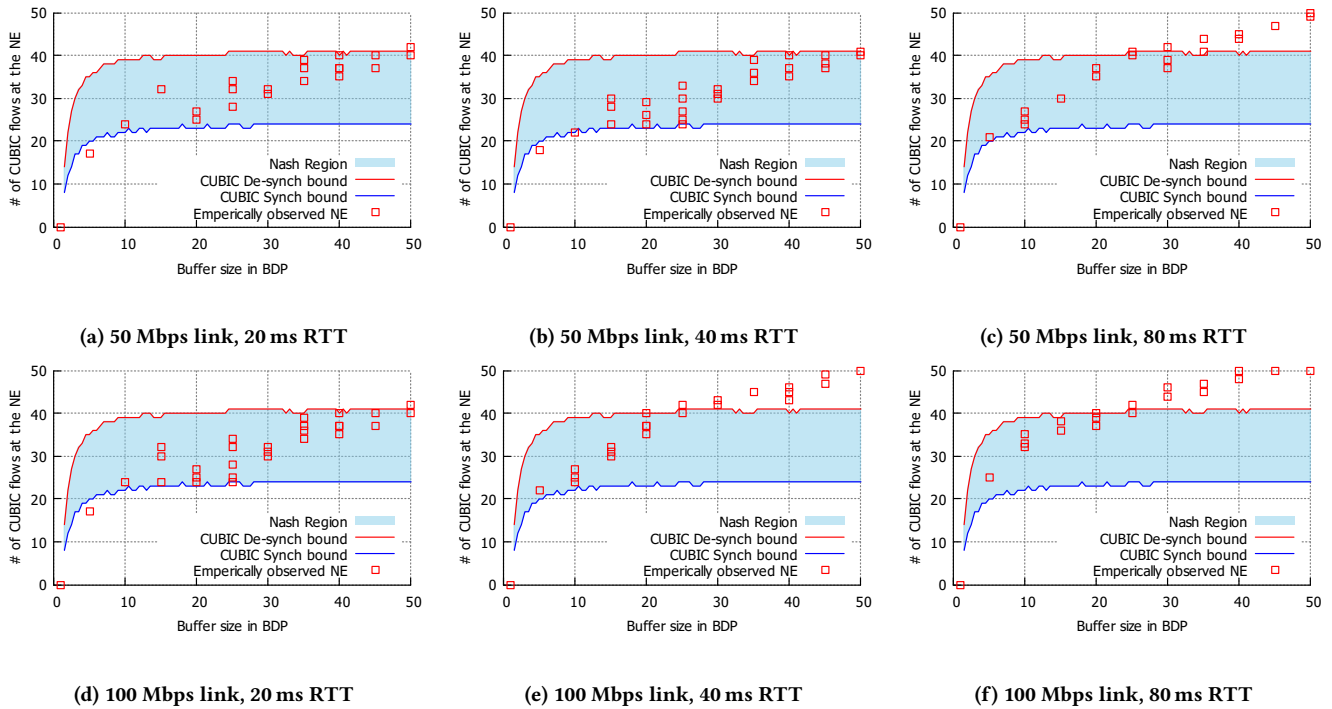 50
40
30
20
10
0
# of CUBIC flows at the NE
Nash Region
CUBIC De-synch bound
CUBIC Synch bound
Emperically observed NE
0 10 20 30 40 50
Buffer size in BDP
(a) 50 Mbps link, 20 ms RTT
50
40
30
20
10
0
# of CUBIC flows at the NE
Nash Region
CUBIC De-synch bound
CUBIC Synch bound
Emperically observed NE
0 10 20 30 40 50
Buffer size in BDP
(b) 50 Mbps link, 40 ms RTT
50
40
30
20
10
0
# of CUBIC flows at the NE
Nash Region
CUBIC De-synch bound
CUBIC Synch bound
Emperically observed NE
0 10 20 30 40 50
Buffer size in BDP
(c) 50 Mbps link, 80 ms RTT
50
40
30
20
10
0
# of CUBIC flows at the NE
Nash Region
CUBIC De-synch bound
CUBIC Synch bound
Emperically observed NE
0 10 20 30 40 50
Buffer size in BDP
(d) 100 Mbps link, 20 ms RTT
50
40
30
20
10
0
# of CUBIC flows at the NE
Nash Region
CUBIC De-synch bound
CUBIC Synch bound
Emperically observed NE
0 10 20 30 40 50
Buffer size in BDP
(e) 100 Mbps link, 40 ms RTT
50
40
30
20
10
0
# of CUBIC flows at the NE
Nash Region
CUBIC De-synch bound
CUBIC Synch bound
Emperically observed NE
0 10 20 30 40 50
Buffer size in BDP
(f) 100 Mbps link, 80 ms RTT